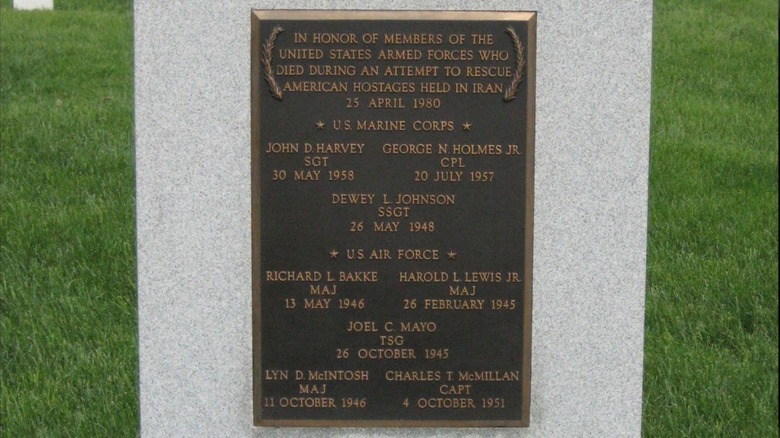 IN HONOR OF MEMBERS OF THE
UNITED STATES ARMED FORCES WHO
DIED DURING AN ATTEMPT TO RESCUE
AMERICAN HOSTAGES HELD IN IRAN
25 APRIL 1980
★ U.S. MARINE CORPS ★
JOHN D. HARVEY GEORGE N. HOLMES JR
SGT CPL
30 MAY 1958 20 JULY 1957
DEWEY L. JOHNSON
SSGT
26 MAY 1948
★ U S AIR FORCE ★
RICHARD L. BAKKE HAROLD L. LEWIS JR.
MAJ MAJ
13 MAY 1946 26 FEBRUARY 1945
JOEL C. MAYO
TSG
26 OCTOBER 1945
LYN D. McINTOSH CHARLES T. McMILLAN
MAJ CAPT
11 OCTOBER 1946 4 OCTOBER 1951